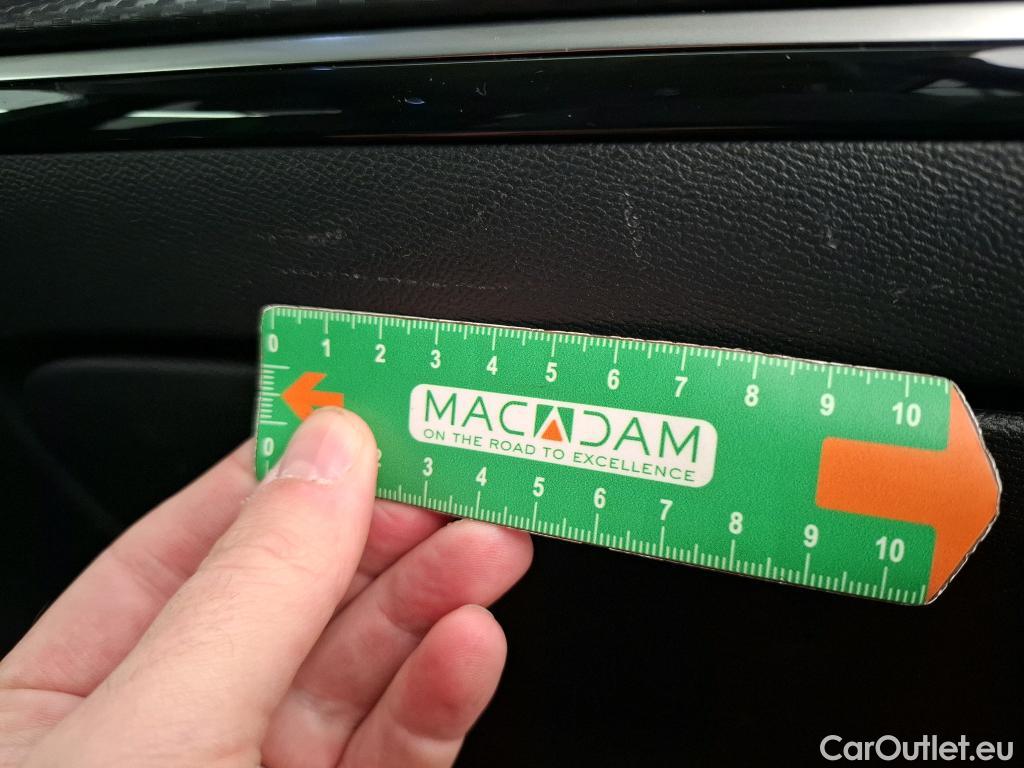 0 1 2 3 4 5 6 7 8 9 10
MACADAM
ON THE ROAD TO EXCELLENCE
0 2 3 4 5 6 7 8 9 10
CarOutlet.eu